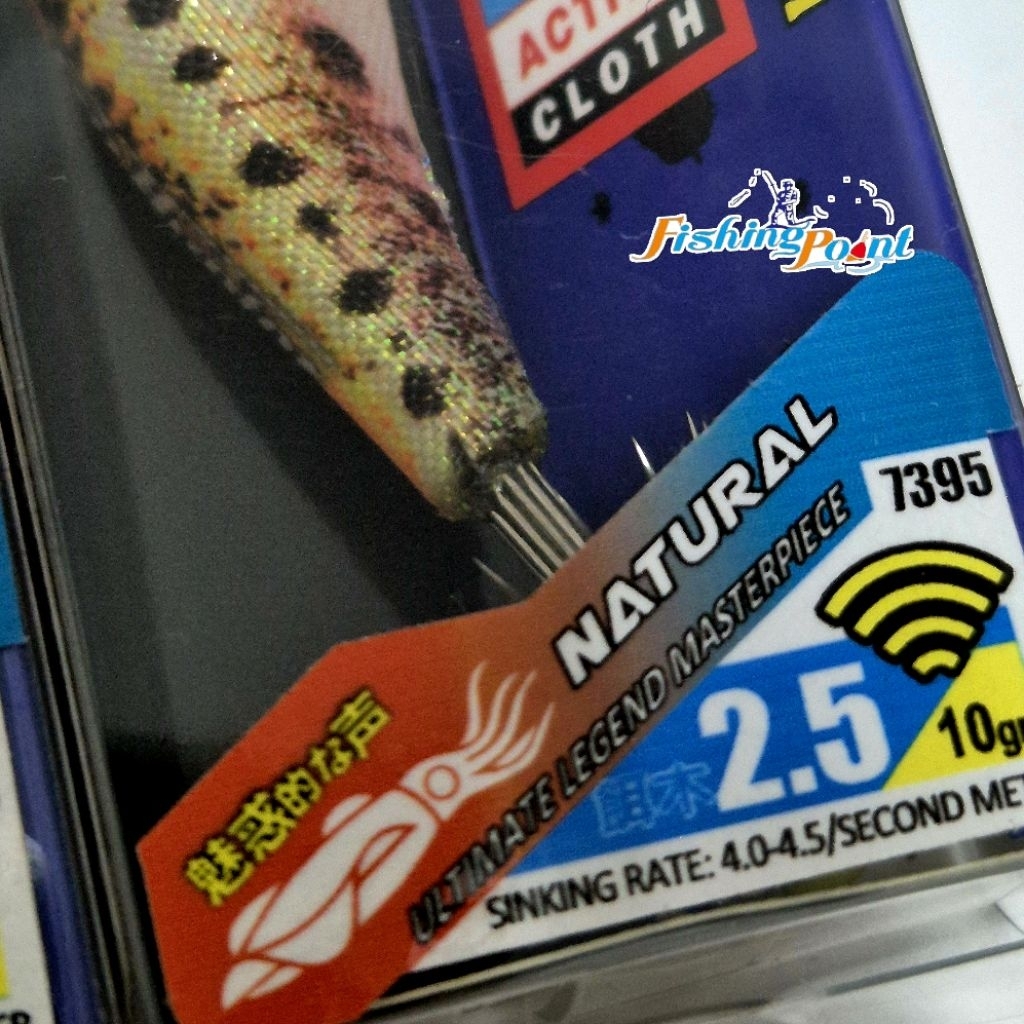 CLOTH
FishingPoint
7395
NATURAL
ULTIMATE LEGEND MASTERPIECE
魅惑的な声
2.5
SINKING RATE: 4.0-4.5/SECOND